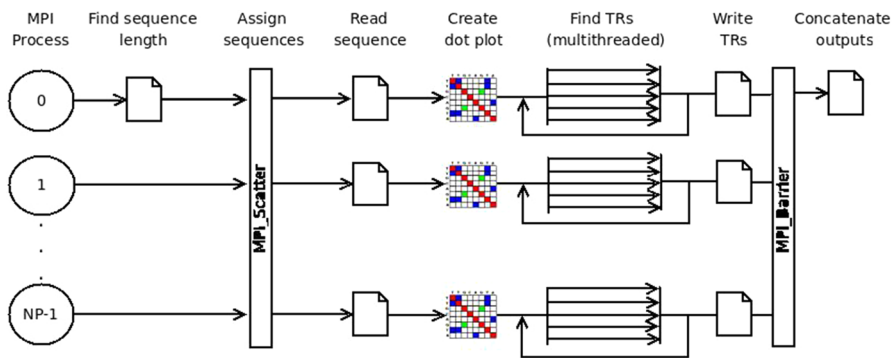 MPI
Process
Find sequence
length
Assign
sequences
Read
sequence
Create
dot plot
Find TRs
(multithreaded)
Write
TRs
Concatenate
outputs
0
1
NP-1
MPI_Scatter
MPI_Barrier